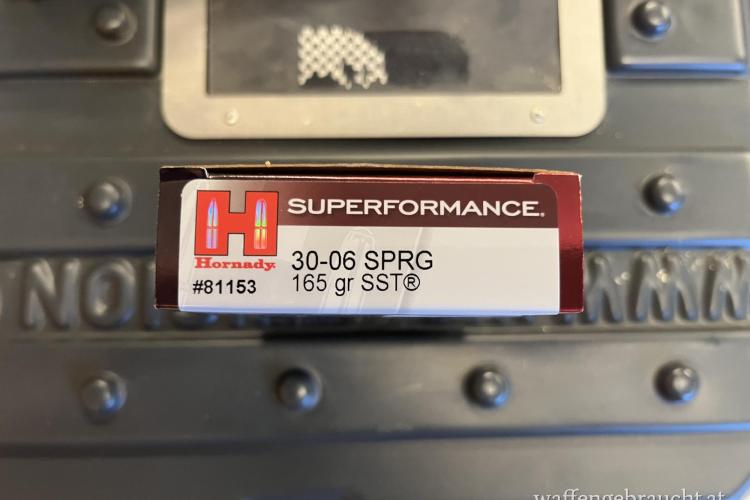 SUPERFORMANCE®
H
Hornady®
30-06 SPRG
165 gr SST®
#81153
waffengebraucht.at